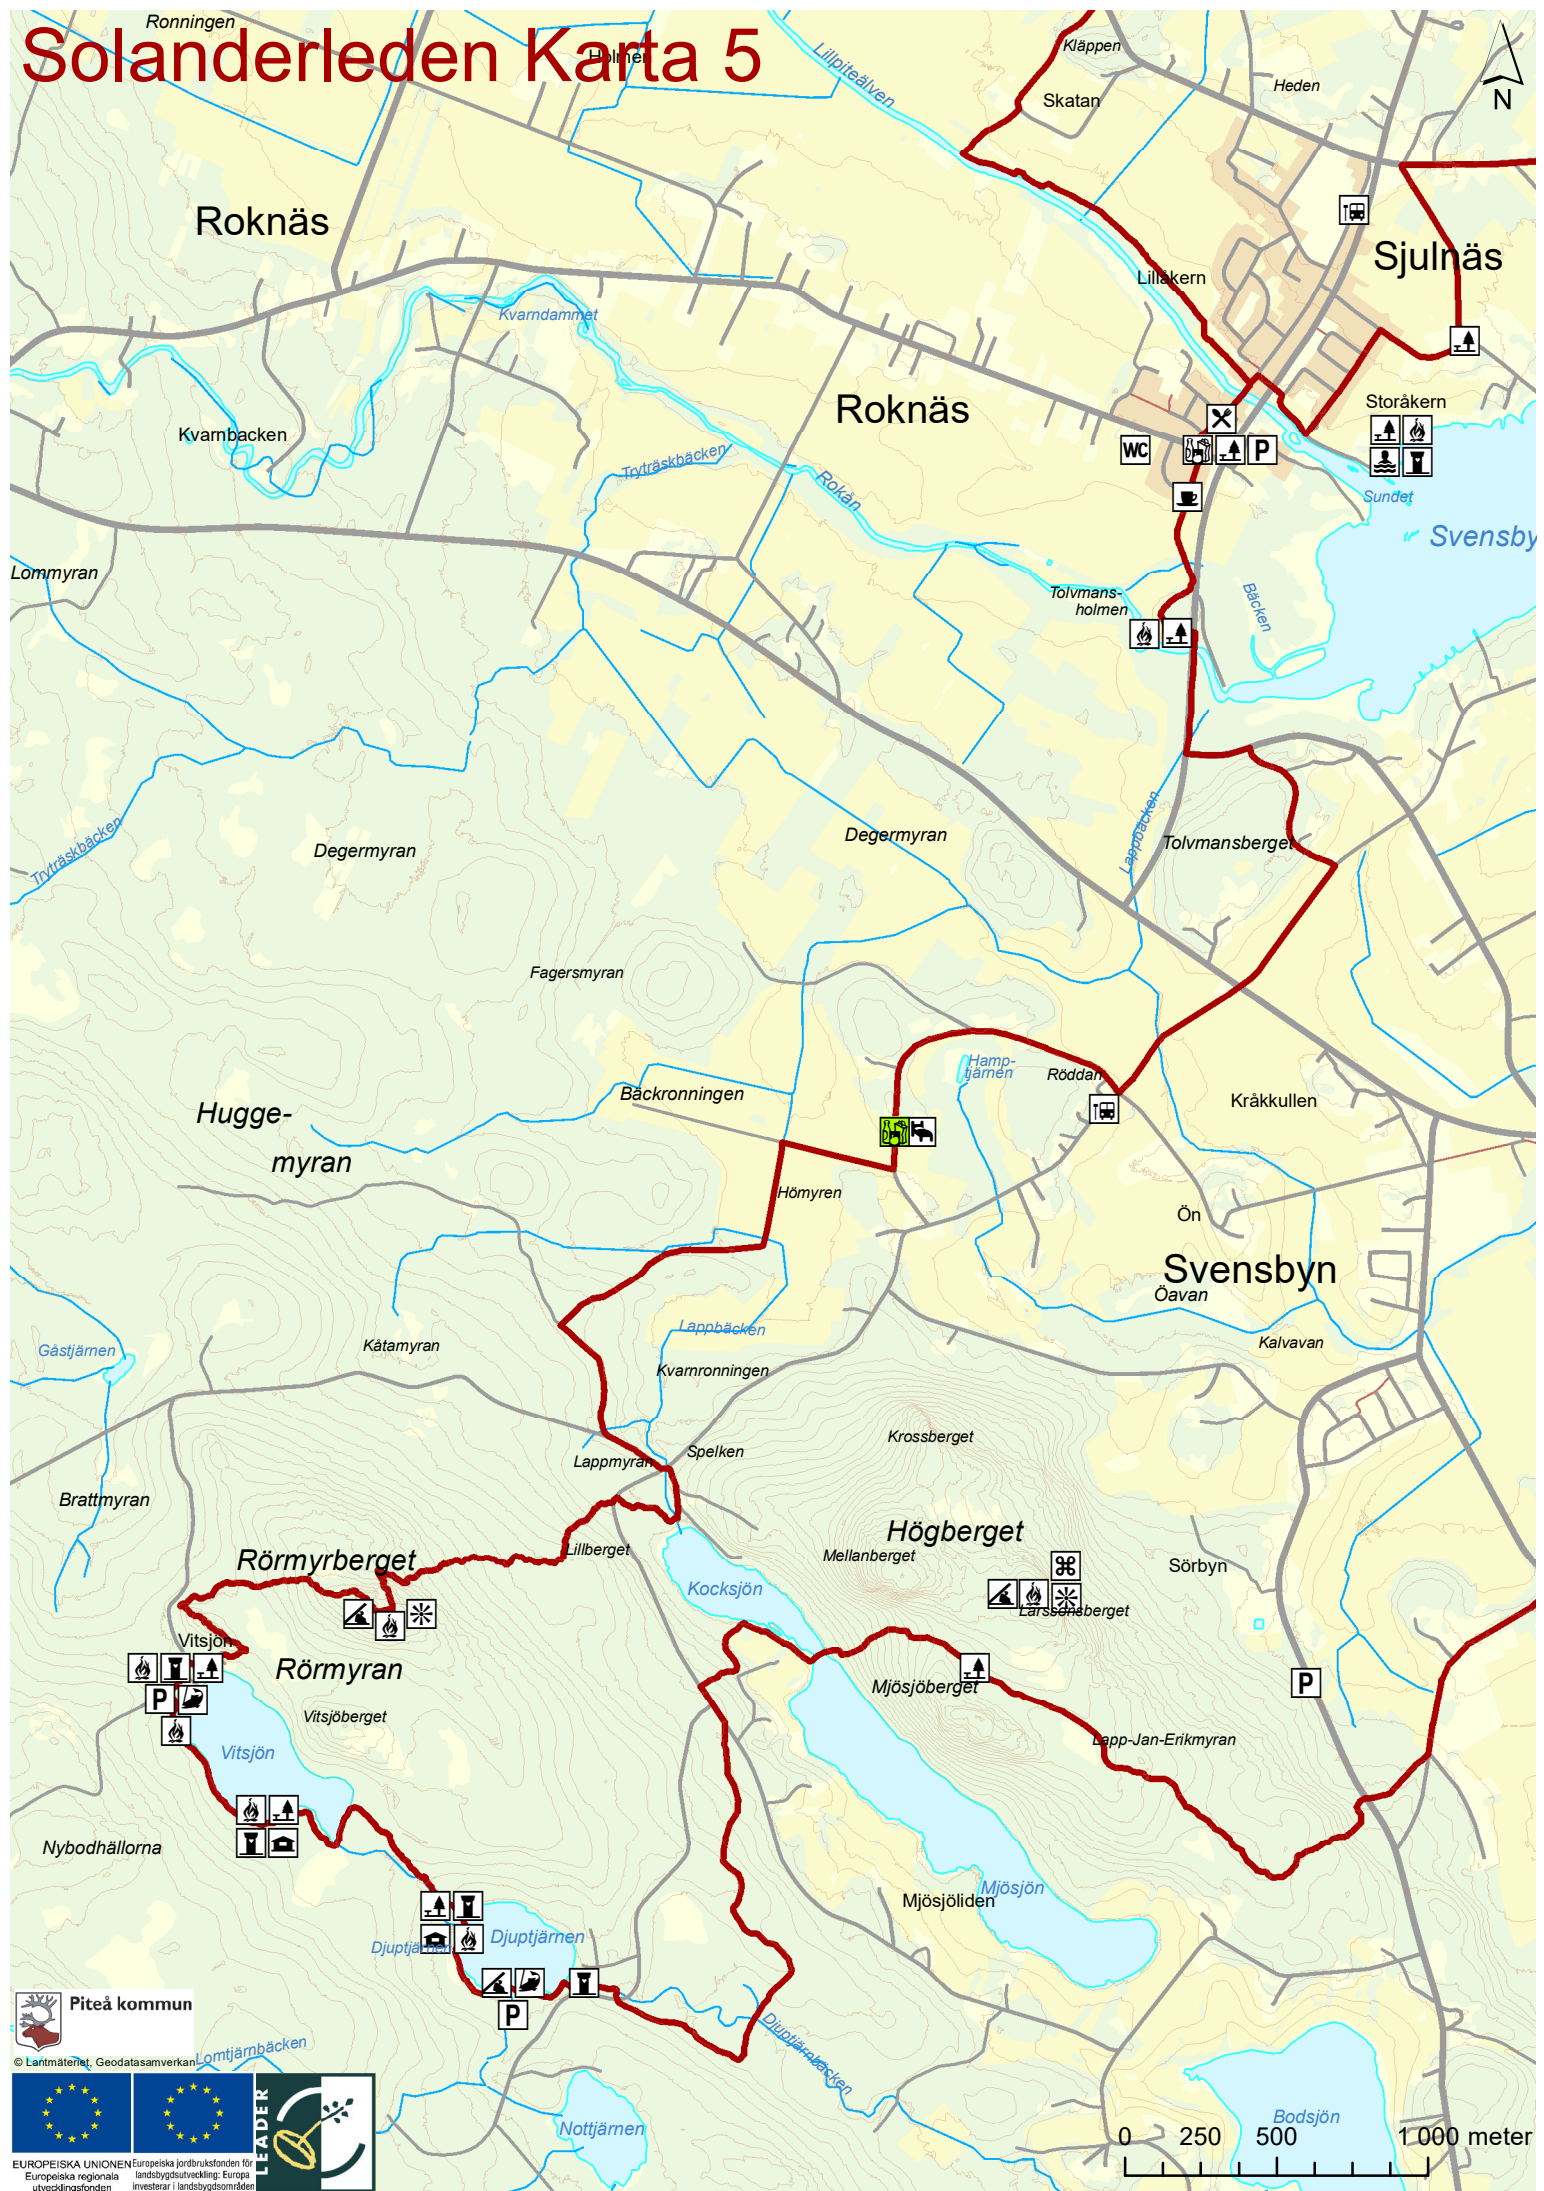 Solanderleden Karta 5
Ronningen
Holmen
Lillpiteälven
Kläppen
Skatan
Heden
N
Roknäs
Sjulnäs
Lillåkern
Kvarndammet
Roknäs
Storåkern
Kvarnbacken
WC
P
Tryträskbäcken
Rokån
Sundet
Svensby
Lommyran
Tolvmans-
holmen
Bäcken
Tryträskbäcken
Degermyran
Degermyran
Lappbäcken
Tolvmansberget
Fagersmyran
Hamp-
tjärnen
Röddan
Bäckronningen
Kråkkullen
Hugge-
myran
Hömyren
Ön
Svensbyn
Öavan
Lappbäcken
Kalvavan
Gåstjärnen
Kåtamyran
Kvarnronningen
Krossberget
Spelken
Lappmyran
Brattmyran
Högberget
Rörmyrberget
Lillberget
Mellanberget
Sörbyn
Kocksjön
Larssonsberget
Vitsjön
Rörmyran
P
Mjösjöberget
P
Vitsjöberget
Vitsjön
Lapp-Jan-Erikmyran
Nybodhällorna
Mjösjön
Mjösjöliden
Djuptjärnen
Djuptjärnen
P
Piteå kommun
Djuptjärnbäcken
Lomtjärnbäcken
© Lantmäteriet, Geodatasamverkan
LEADER
Nottjärnen
Bodsjön
0 250 500 1 000 meter
EUROPEISKA UNIONEN
Europeiska regionala
utvecklingsfonden
Europeiska jordbruksfonden för
landsbygdsutveckling: Europa
investerar i landsbygdsområden